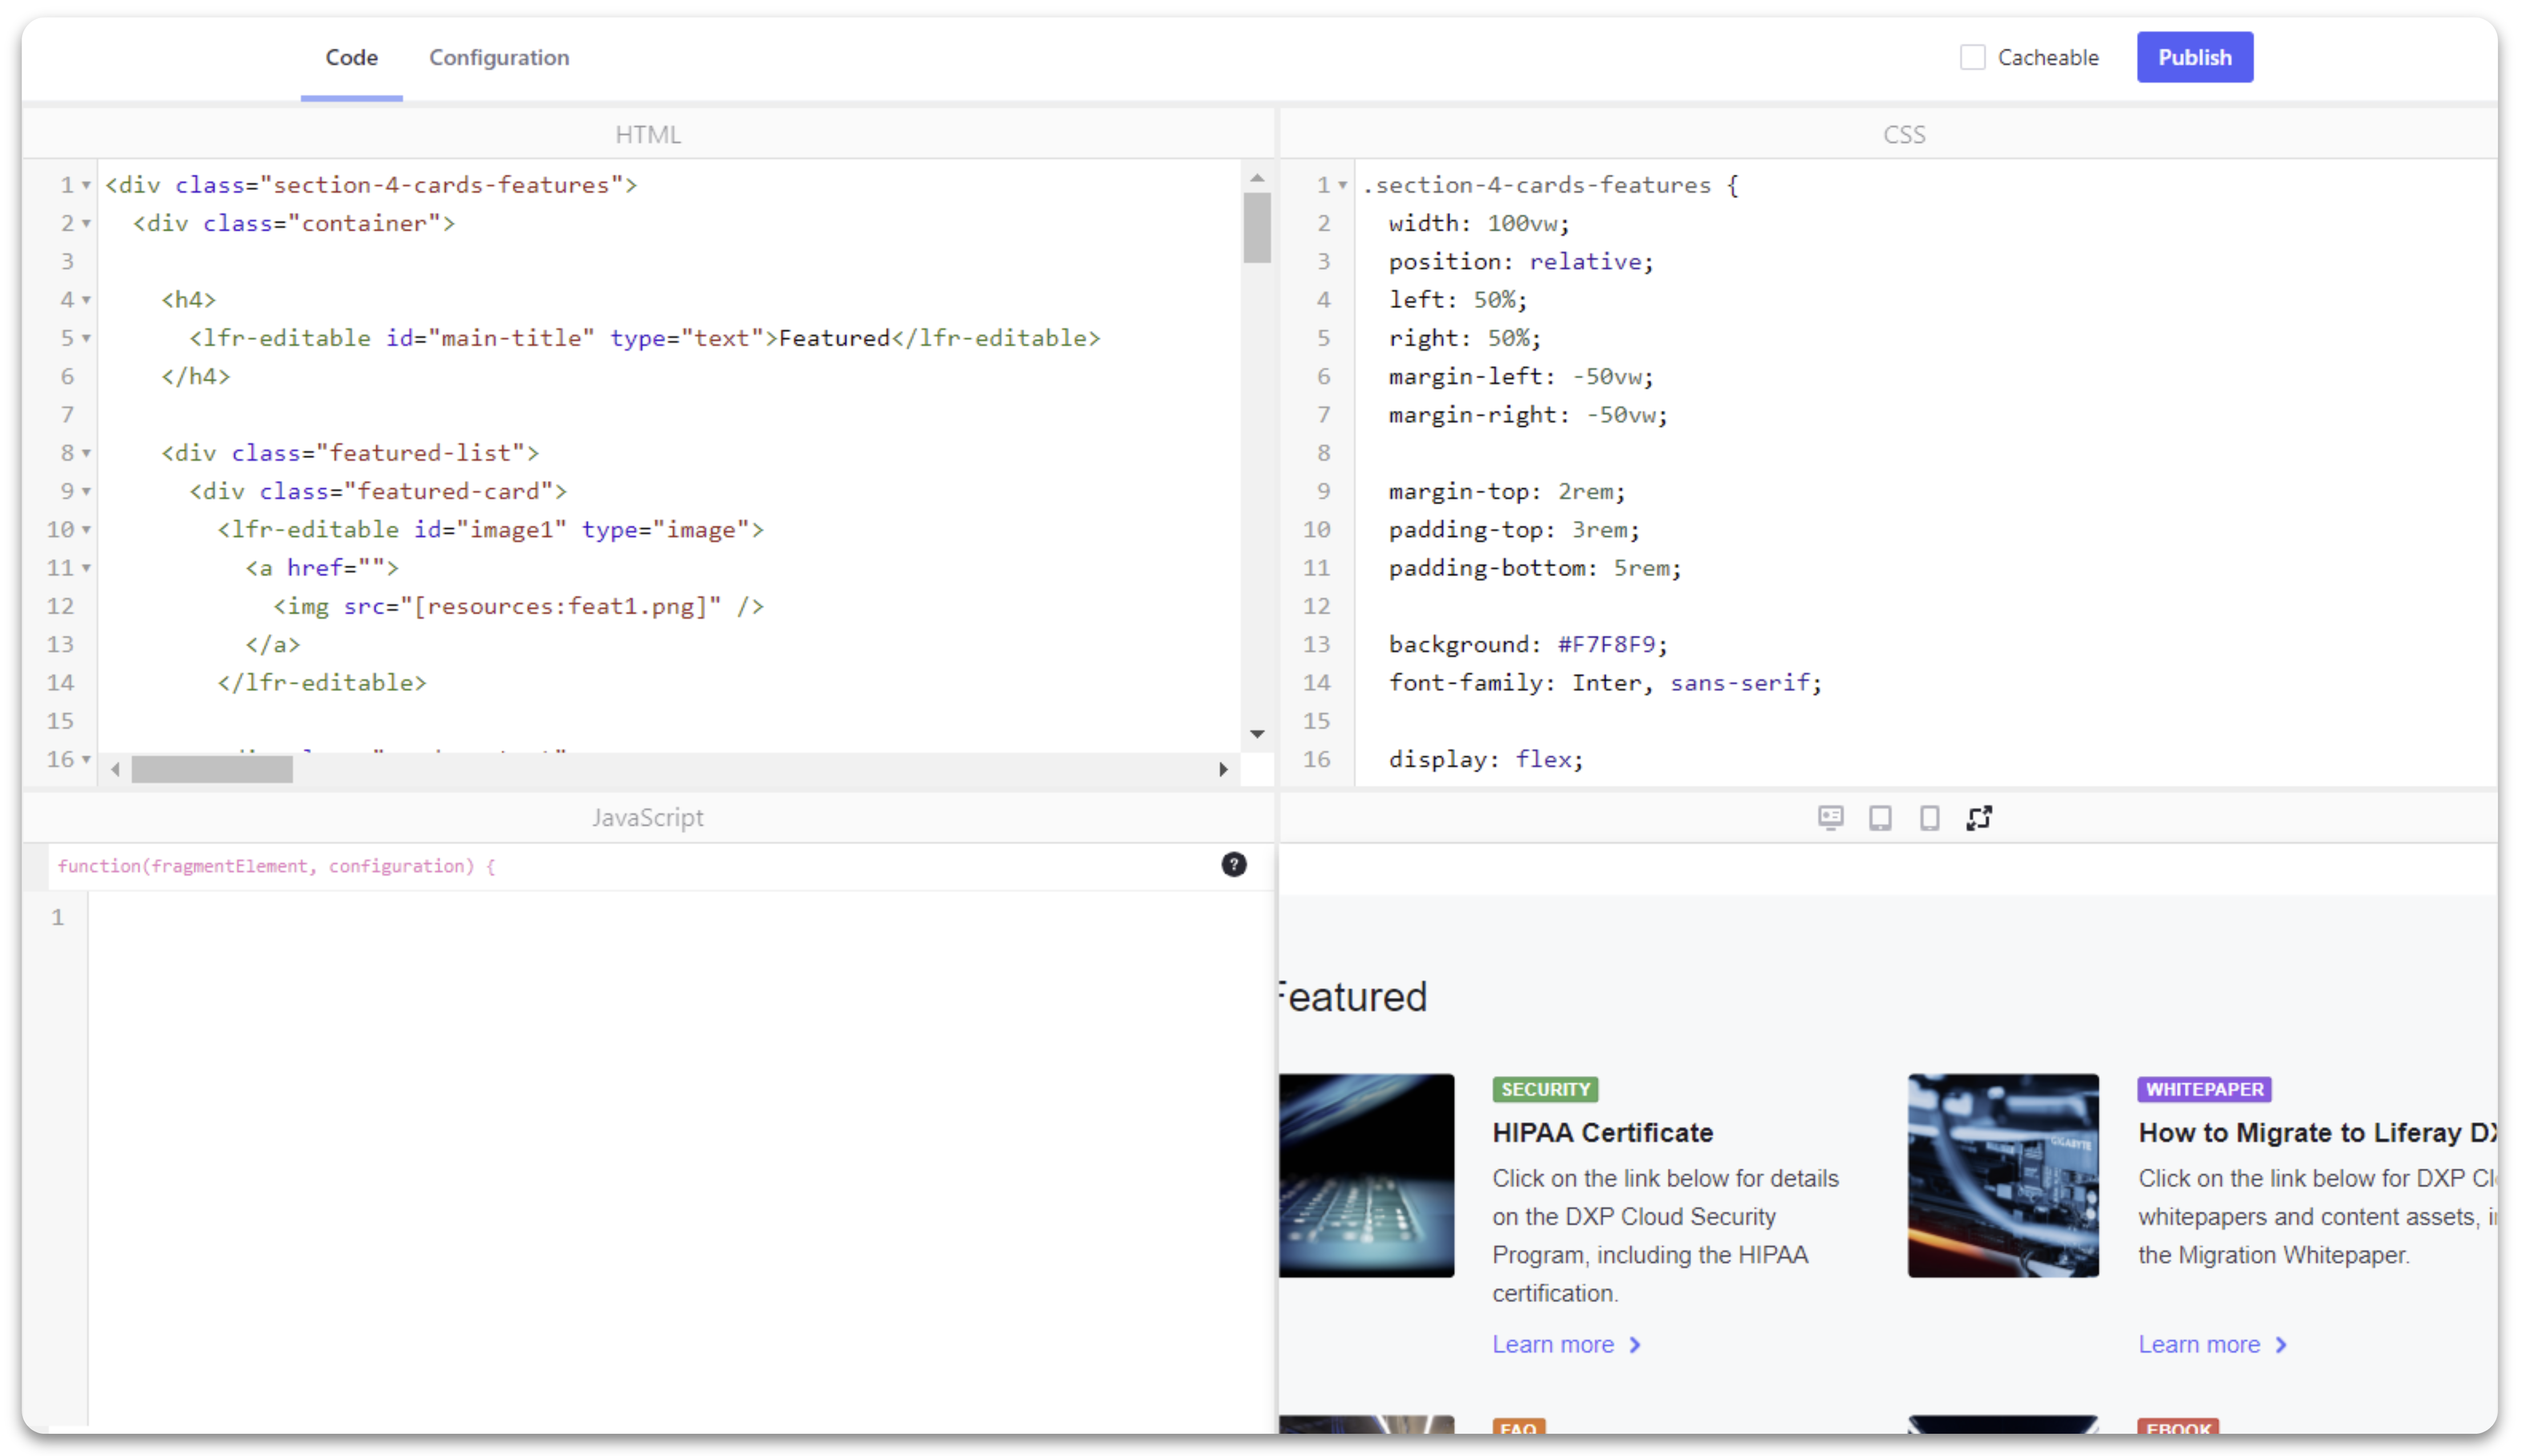 Code Configuration Cacheable Publish
HTML
1 <div class="section-4-cards-features">
2 <div class="container">
3
4 <h4>
5 <lfr-editable id="main-title" type="text">Featured</lfr-editable>
6 </h4>
7
8 <div class="featured-list">
9 <div class="featured-card">
10 <lfr-editable id="image1" type="image">
11 <a href="">
12 <img src="[resources:feat1.png]" />
13 </a>
14 </lfr-editable>
15
16
CSS
1 .section-4-cards-features {
2 width: 100vw;
3 position: relative;
4 left: 50%;
5 right: 50%;
6 margin-left: -50vw;
7 margin-right: -50vw;
8
9 margin-top: 2rem;
10 padding-top: 3rem;
11 padding-bottom: 5rem;
12
13 background: #F7F8F9;
14 font-family: Inter, sans-serif;
15
16 display: flex;
JavaScript
function(fragmentElement, configuration) {
?
1
Featured
SECURITY
HIPAA Certificate
Click on the link below for details
on the DXP Cloud Security
Program, including the HIPAA
certification.
Learn more
GIGABYTE
WHITEPAPER
How to Migrate to Liferay
Click on the link below for DXP
whitepapers and content assets,
the Migration Whitepaper.
Learn more
FAQ
EBOOK